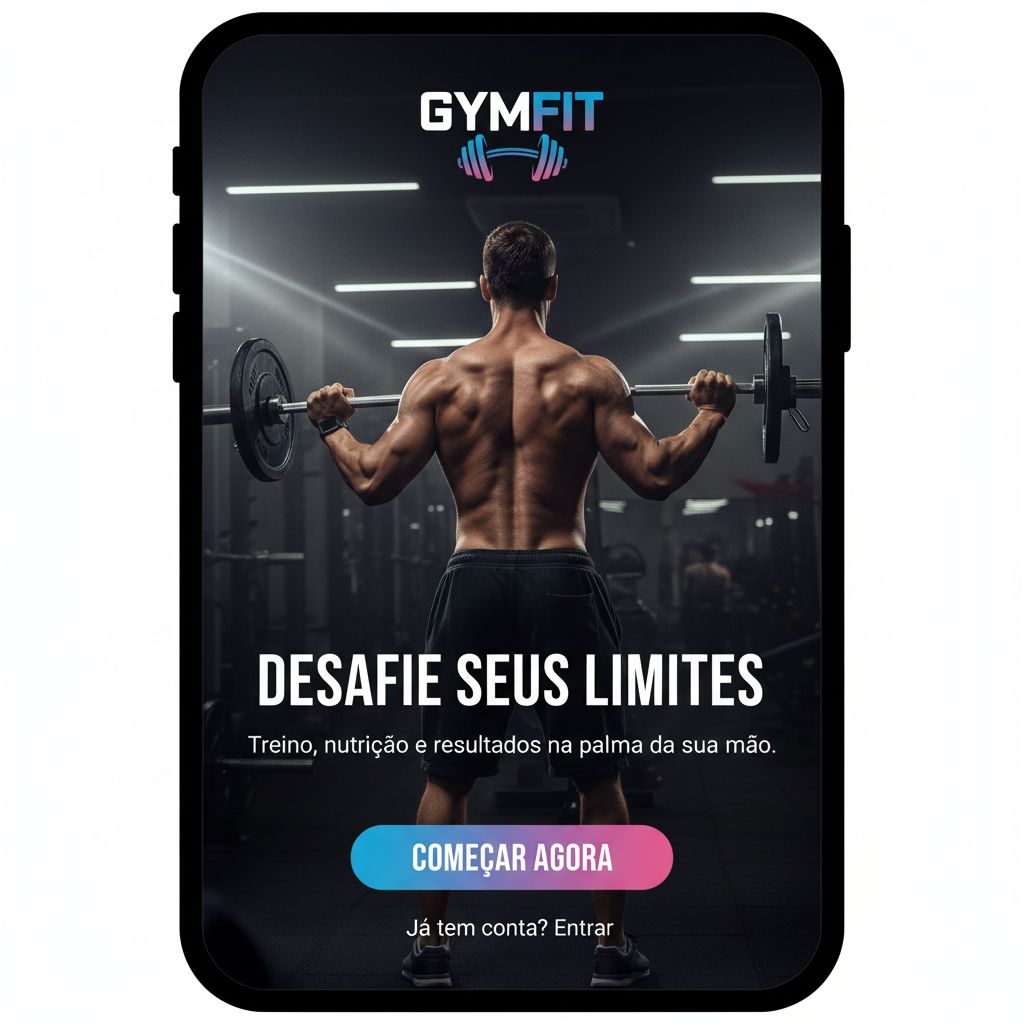 GYMFIT
DESAFIE SEUS LIMITES
Treino, nutrição e resultados na palma da sua mão.
COMEÇAR AGORA
Já tem conta? Entrar